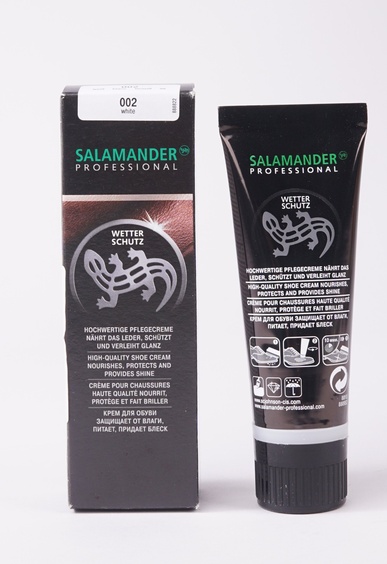 002
white
SALAMANDER
PROFESSIONAL
WETTER
SCHUTZ
HOCHWERTIGE PFLEGECREME
NÄHRT DAS LEDER, SCHÜTZT
UND VERLEIHT GLANZ
HIGH-QUALITY SHOE CREAM
NOURISHES, PROTECTS AND
PROVIDES SHINE
CRÈME POUR CHAUSSURES
HAUTE QUALITÉ NOURRIT,
PROTÈGE ET FAIT BRILLER
КРЕМ ДЛЯ ОБУВИ
ЗАЩИЩАЕТ ОТ ВЛАГИ,
ПИТАЕТ, ПРИДАЕТ БЛЕСК
SALAMANDER
PROFESSIONAL
WETTER
SCHUTZ
HOCHWERTIGE PFLEGECREME NÄHRT DAS
LEDER, SCHÜTZT UND VERLEIHT GLANZ
HIGH-QUALITY SHOE CREAM NOURISHES,
PROTECTS AND PROVIDES SHINE
CRÈME POUR CHAUSSURES HAUTE QUALITÉ
NOURRIT, PROTÈGE ET FAIT BRILLER
КРЕМ ДЛЯ ОБУВИ ЗАЩИЩАЕТ ОТ ВЛАГИ,
ПИТАЕТ, ПРИДАЕТ БЛЕСК
www.scjohnson-cis.com
www.salamander-professional.com